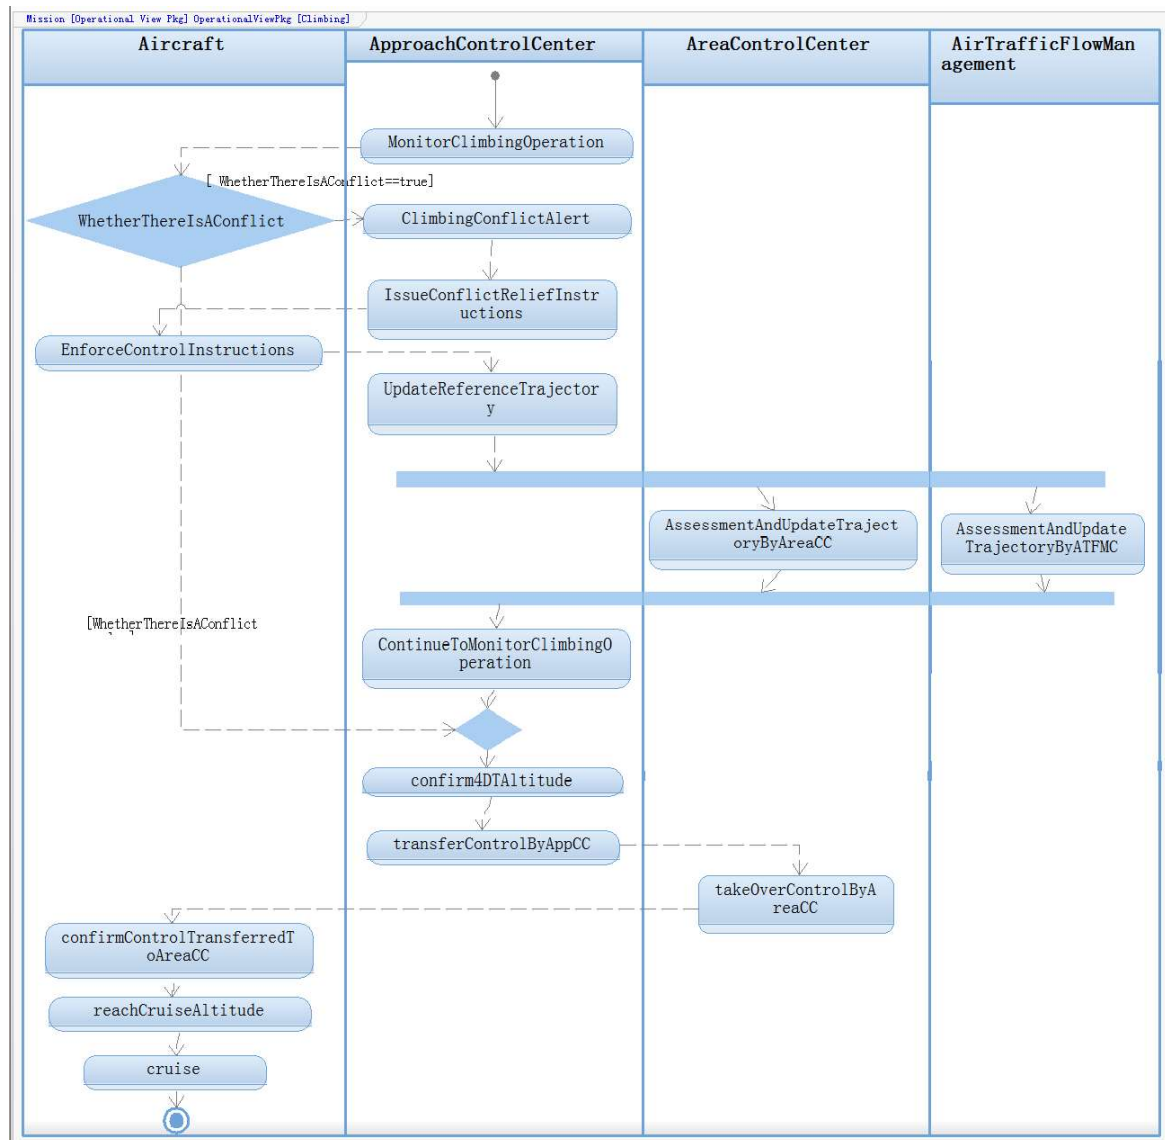 Mission [Operational View Pkg] OperationalViewPkg [Climbing]
Aircraft
ApproachControlCenter
AreaControlCenter
AirTrafficFlowMan
agement
MonitorClimbingOperation
[ WhetherThereIsAConflict==true]
WhetherThereIsAConflict
ClimbingConflictAlert
IssueConflictReliefInstr
uctions
EnforceControlInstructions
UpdateReferenceTrajector
y
AssessmentAndUpdateTraject
oryByAreaCC
AssessmentAndUpdate
TrajectoryByATFMC
[WhetherThereIsAConflict
ContinueToMonitorClimbingO
peration
confirm4DTAltitude
transferControlByAppCC
takeOverControlByA
reaCC
confirmControlTransferredT
oAreaCC
reachCruiseAltitude
cruise